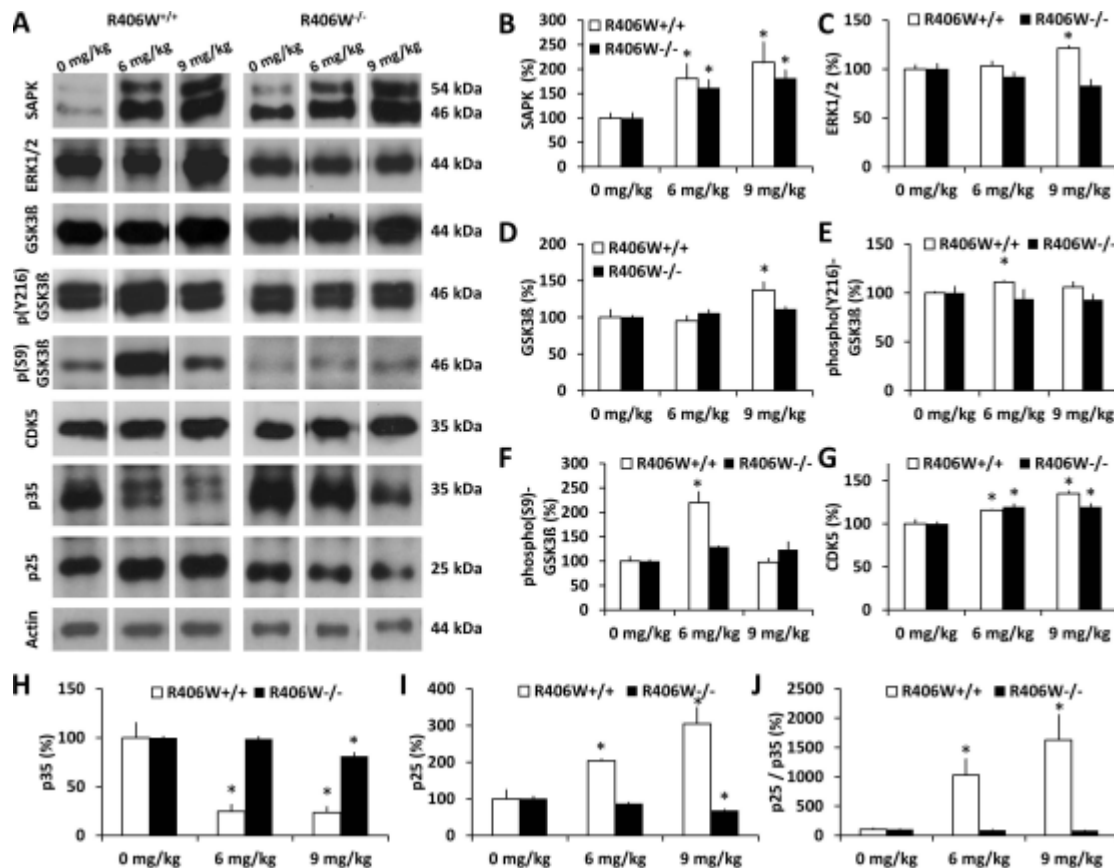 A
R406W+/+
R406W-/-
0 mg/kg
6 mg/kg
9 mg/kg
0 mg/kg
6 mg/kg
9 mg/kg
SAPK
54 kDa
46 kDa
ERK1/2
44 kDa
GSK3ß
44 kDa
p(Y216)
GSK3ß
46 kDa
p(S9)
GSK3ß
46 kDa
CDK5
35 kDa
p35
35 kDa
p25
25 kDa
Actin
44 kDa
B
R406W+/+
R406W-/-
SAPK (%)
300
250
200
150
100
50
0
* * * *
0 mg/kg 6 mg/kg 9 mg/kg
C
R406W+/+
R406W-/-
ERK1/2 (%)
150
100
50
0
*
0 mg/kg 6 mg/kg 9 mg/kg
D
R406W+/+
R406W-/-
GSK3ß (%)
200
150
100
50
0
*
0 mg/kg 6 mg/kg 9 mg/kg
E
R406W+/+ R406W-/-
phospho(Y216)-
GSK3ß (%)
150
100
50
0
*
0 mg/kg 6 mg/kg 9 mg/kg
F
R406W+/+ R406W-/-
phospho(S9)-
GSK3ß (%)
300
250
200
150
100
50
0
*
0 mg/kg 6 mg/kg 9 mg/kg
G
R406W+/+ R406W-/-
CDK5 (%)
150
100
50
0
* * * *
0 mg/kg 6 mg/kg 9 mg/kg
H
R406W+/+ R406W-/-
p35 (%)
150
100
50
0
* * *
0 mg/kg 6 mg/kg 9 mg/kg
I
R406W+/+ R406W-/-
p25 (%)
400
300
200
100
0
* * *
0 mg/kg 6 mg/kg 9 mg/kg
J
R406W+/+ R406W-/-
p25 / p35 (%)
2500
2000
1500
1000
500
0
* *
0 mg/kg 6 mg/kg 9 mg/kg